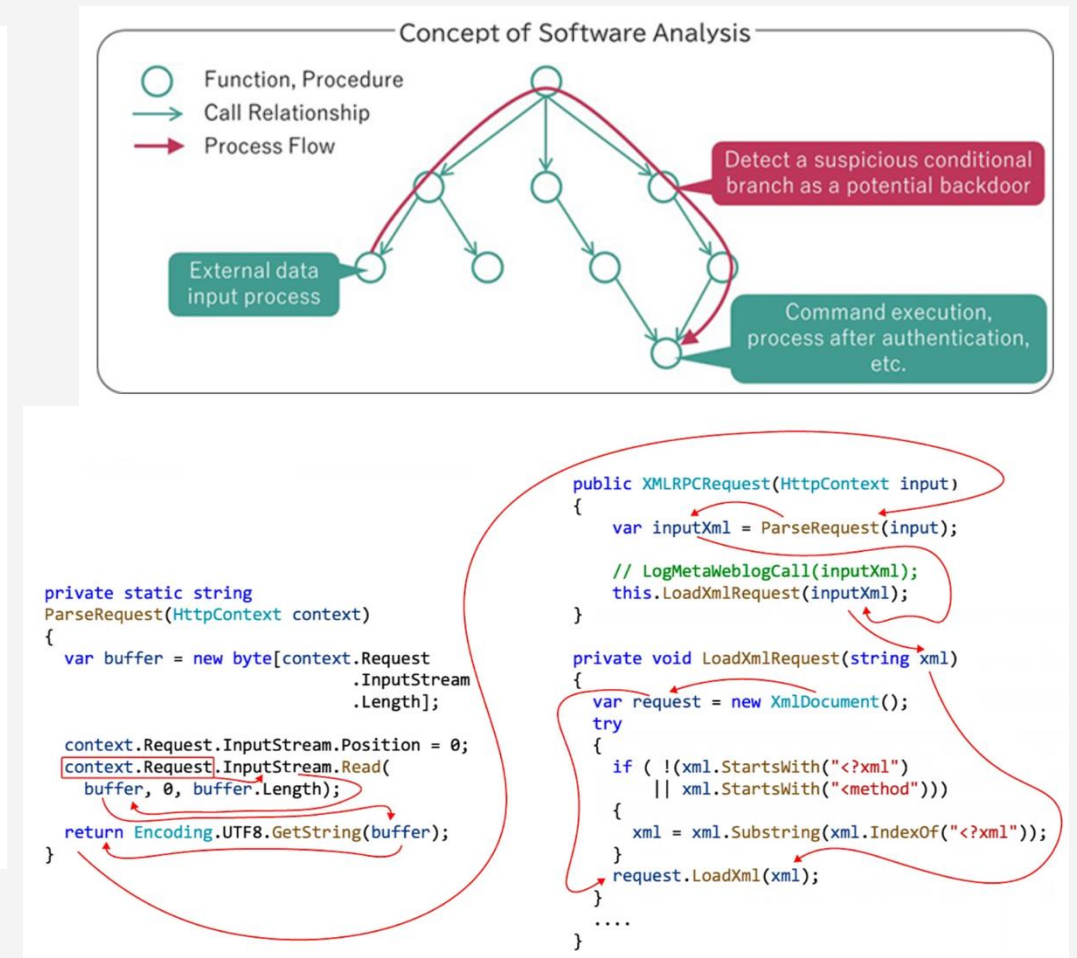 Concept of Software Analysis
Function, Procedure
Call Relationship
Process Flow
Detect a suspicious conditional
branch as a potential backdoor
External data
input process
Command execution,
process after authentication,
etc.
private static string
ParseRequest(HttpContext context)
{
var buffer = new byte[context.Request
.InputStream
.Length];
context.Request.InputStream.Position = 0;
context.Request.InputStream.Read(
buffer, 0, buffer.Length);
return Encoding.UTF8.GetString(buffer);
}
public XMLRPCRequest(HttpContext input)
{
var inputXml = ParseRequest(input);
// LogMetaWeblogCall(inputXml);
this.LoadXmlRequest(inputXml);
}
private void LoadXmlRequest(string xml)
{
var request = new XmlDocument();
try
{
if ( !(xml.StartsWith("<?xml")
|| xml.StartsWith("<method")))
{
xml = xml.Substring(xml.IndexOf("<?xml"));
}
request.LoadXml(xml);
}
....
}